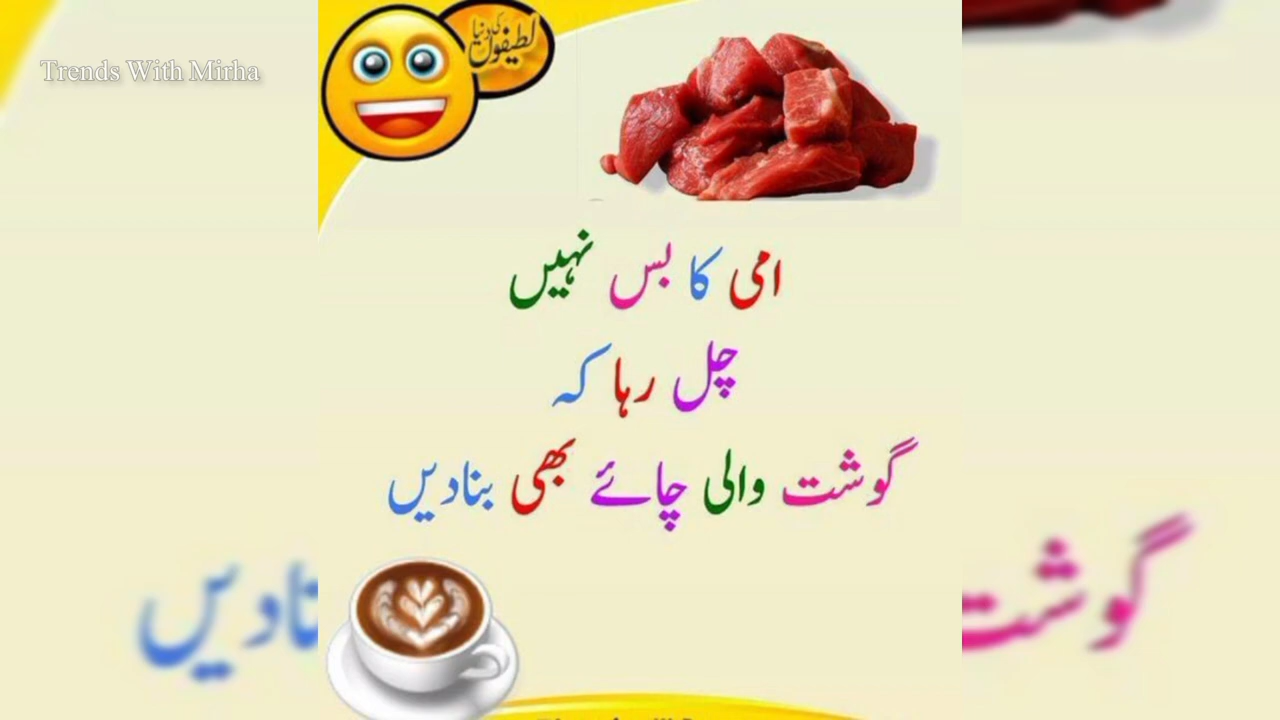 Trends With Mirha
لطیفوں کی دنیا
امی کا بس نہیں
چل رہا کہ
گوشت والی چائے بھی بنادیں